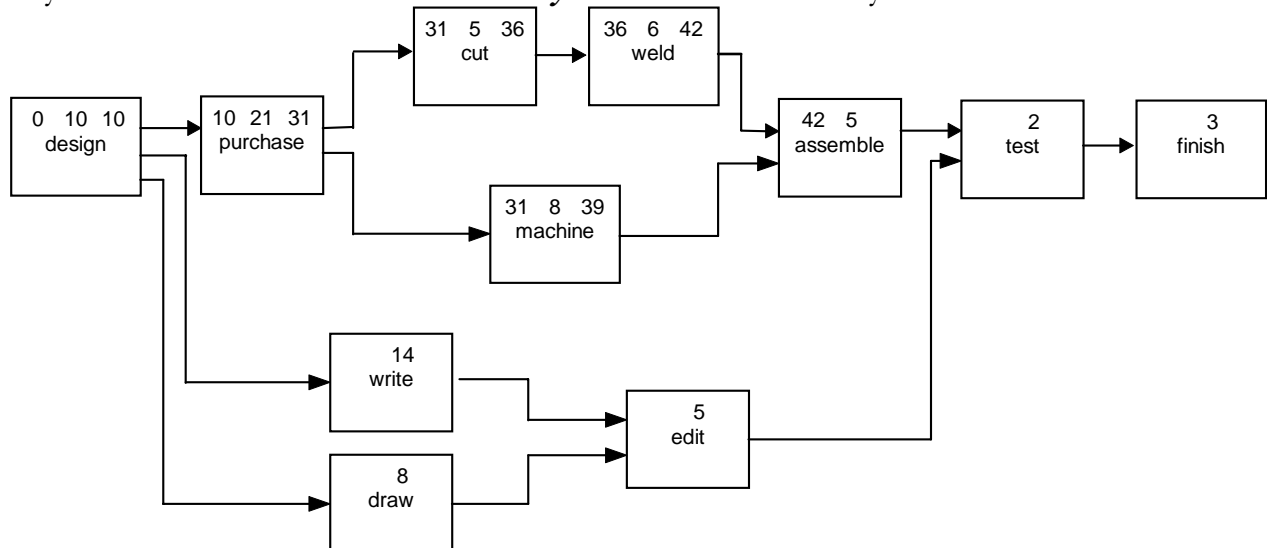 31 5 36
cut
36 6 42
weld
0 10 10
design
10 21 31
purchase
42 5
assemble
2
test
3
finish
31 8 39
machine
14
write
5
edit
8
draw